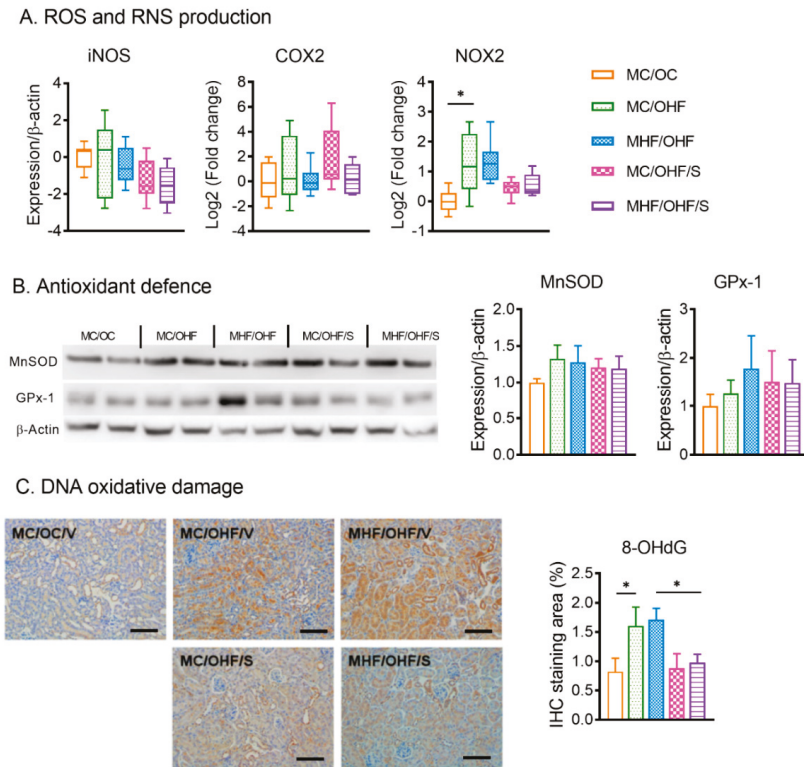 A. ROS and RNS production
iNOS
COX2
NOX2
Expression/β-actin
4
2
0
-2
-4
Log2 (Fold change)
8
6
4
2
0
-2
-4
Log2 (Fold change)
4
3
2
1
0
-1
*
MC/OC
MC/OHF
MHF/OHF
MC/OHF/S
MHF/OHF/S
B. Antioxidant defence
MC/OC
MC/OHF
MHF/OHF
MC/OHF/S
MHF/OHF/S
MnSOD
GPx-1
β-Actin
MnSOD
Expression/β-actin
2.0
1.5
1.0
0.5
0.0
GPx-1
Expression/β-actin
3
2
1
0
C. DNA oxidative damage
MC/OC/V
MC/OHF/V
MHF/OHF/V
MC/OHF/S
MHF/OHF/S
8-OHdG
IHC staining area (%)
2.0
1.5
1.0
0.5
0.0
*
*